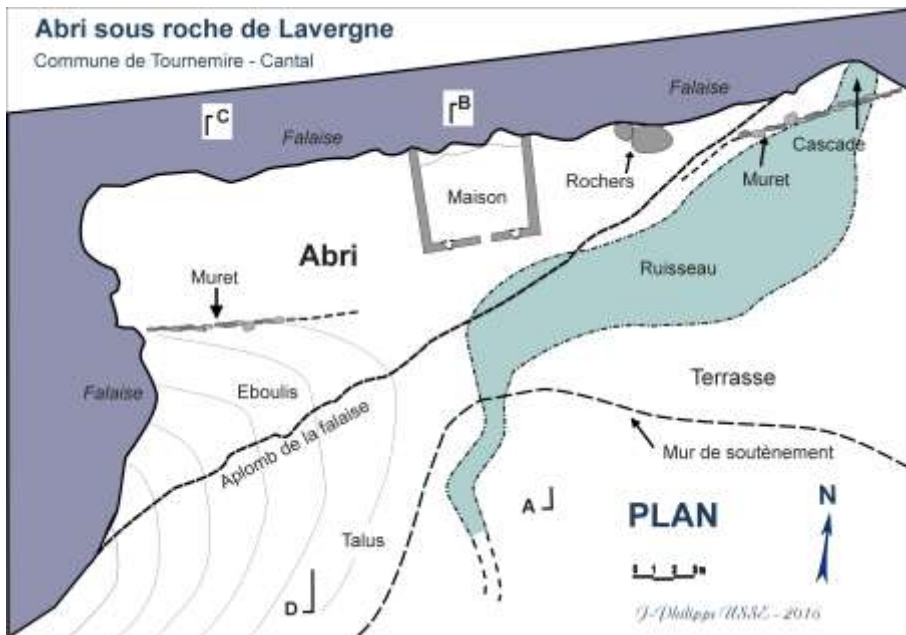 Abri sous roche de Lavergne
Commune de Tournemire - Cantal
C
B
Falaise
Falaise
Cascade
Rochers
Muret
Maison
Abri
Muret
Ruisseau
Falaise
Eboulis
Terrasse
Aplomb de la falaise
Mur de soutènement
A
PLAN
N
Talus
D
J-Philippe USSE - 2016